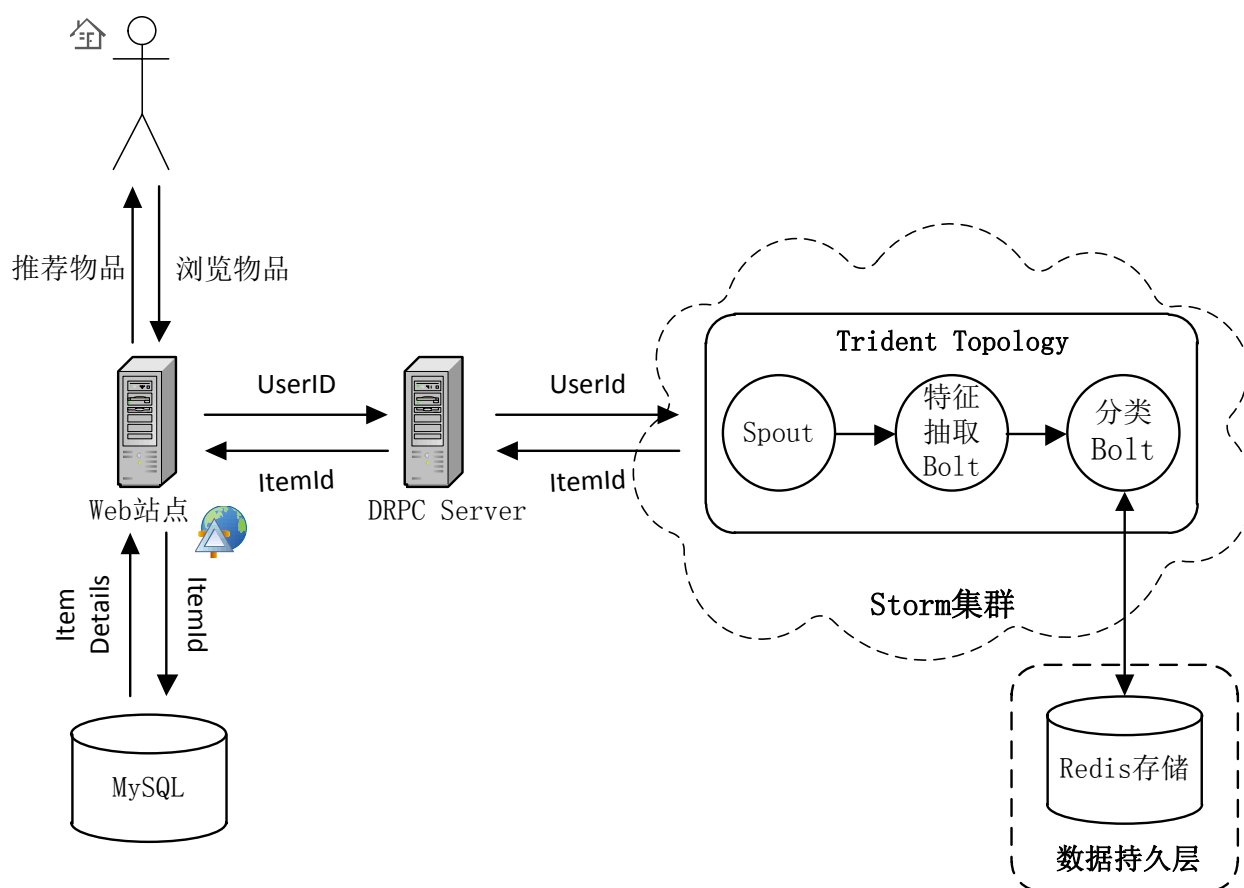 推荐物品
浏览物品
Trident Topology
UserID
UserId
特征
抽取
Bolt
分类
Bolt
Spout
ItemId
ItemId
Web站点
DRPC Server
Item
Details
ItemId
Storm集群
MySQL
Redis存储
数据持久层